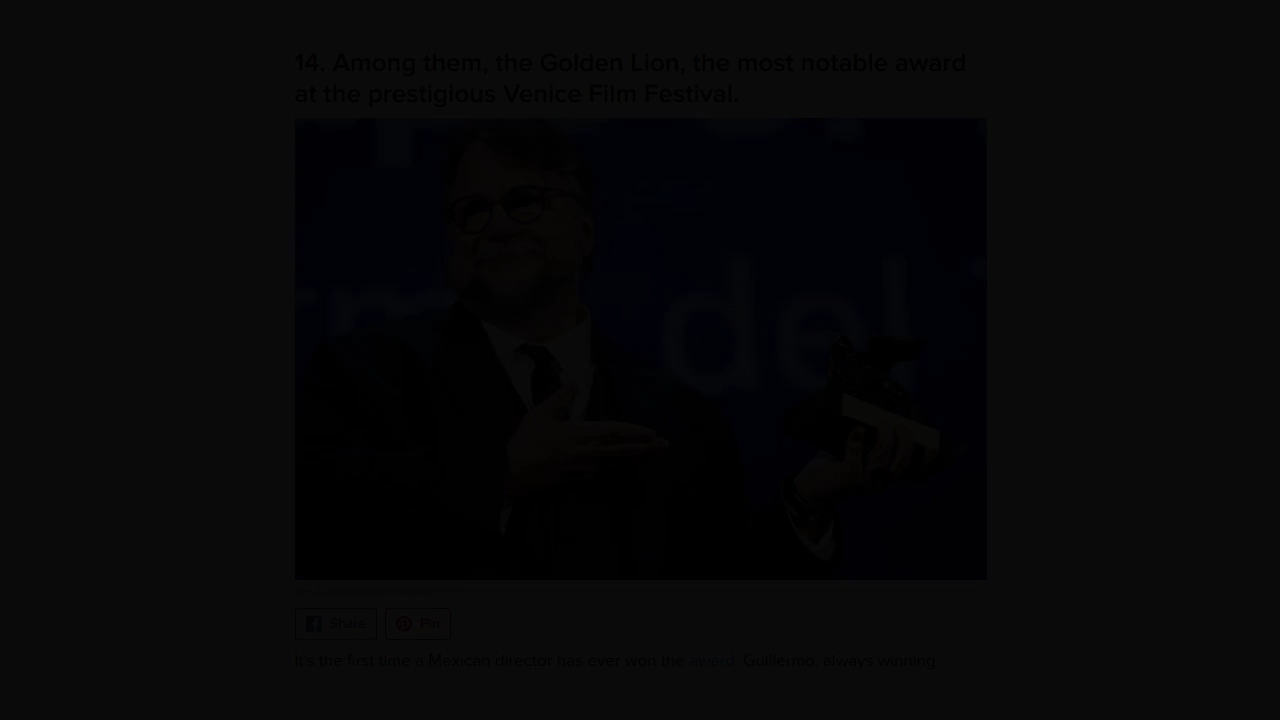 14. Among them, the Golden Lion, the most notable award
at the prestigious Venice Film Festival.
del
Share
Pin
It's the first time a Mexican director has ever won the award. Guillermo, always winning